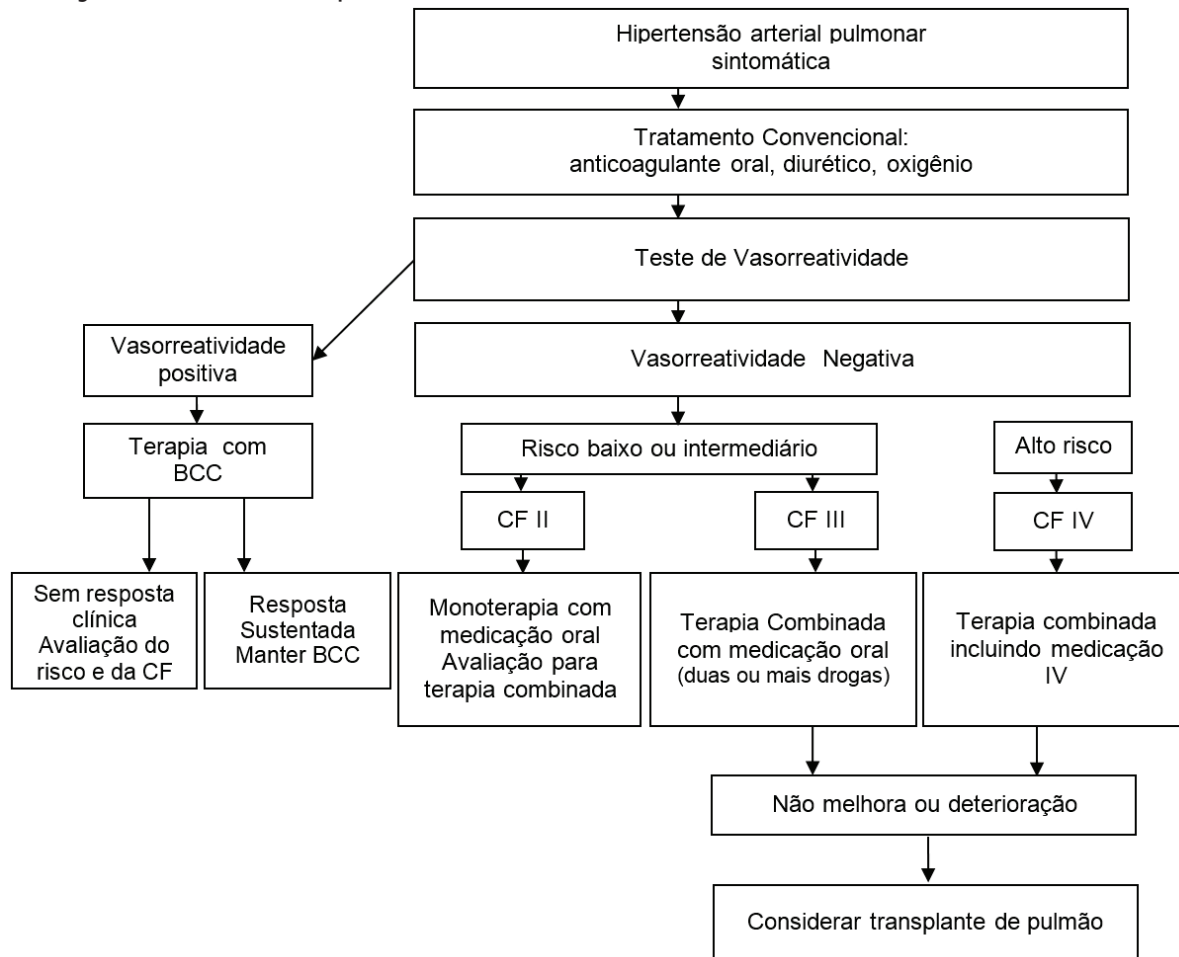 Hipertensão arterial pulmonar
sintomática
Tratamento Convencional:
anticoagulante oral, diurético, oxigênio
Teste de Vasorreatividade
Vasorreatividade
positiva
Vasorreatividade Negativa
Terapia com
BCC
Risco baixo ou intermediário
Alto risco
CF II
CF III
CF IV
Sem resposta
clínica
Avaliação do
risco e da CF
Resposta
Sustentada
Manter BCC
Monoterapia com
medicação oral
Avaliação para
terapia combinada
Terapia Combinada
com medicação oral
(duas ou mais drogas)
Terapia combinada
incluindo medicação
IV
Não melhora ou deterioração
Considerar transplante de pulmão